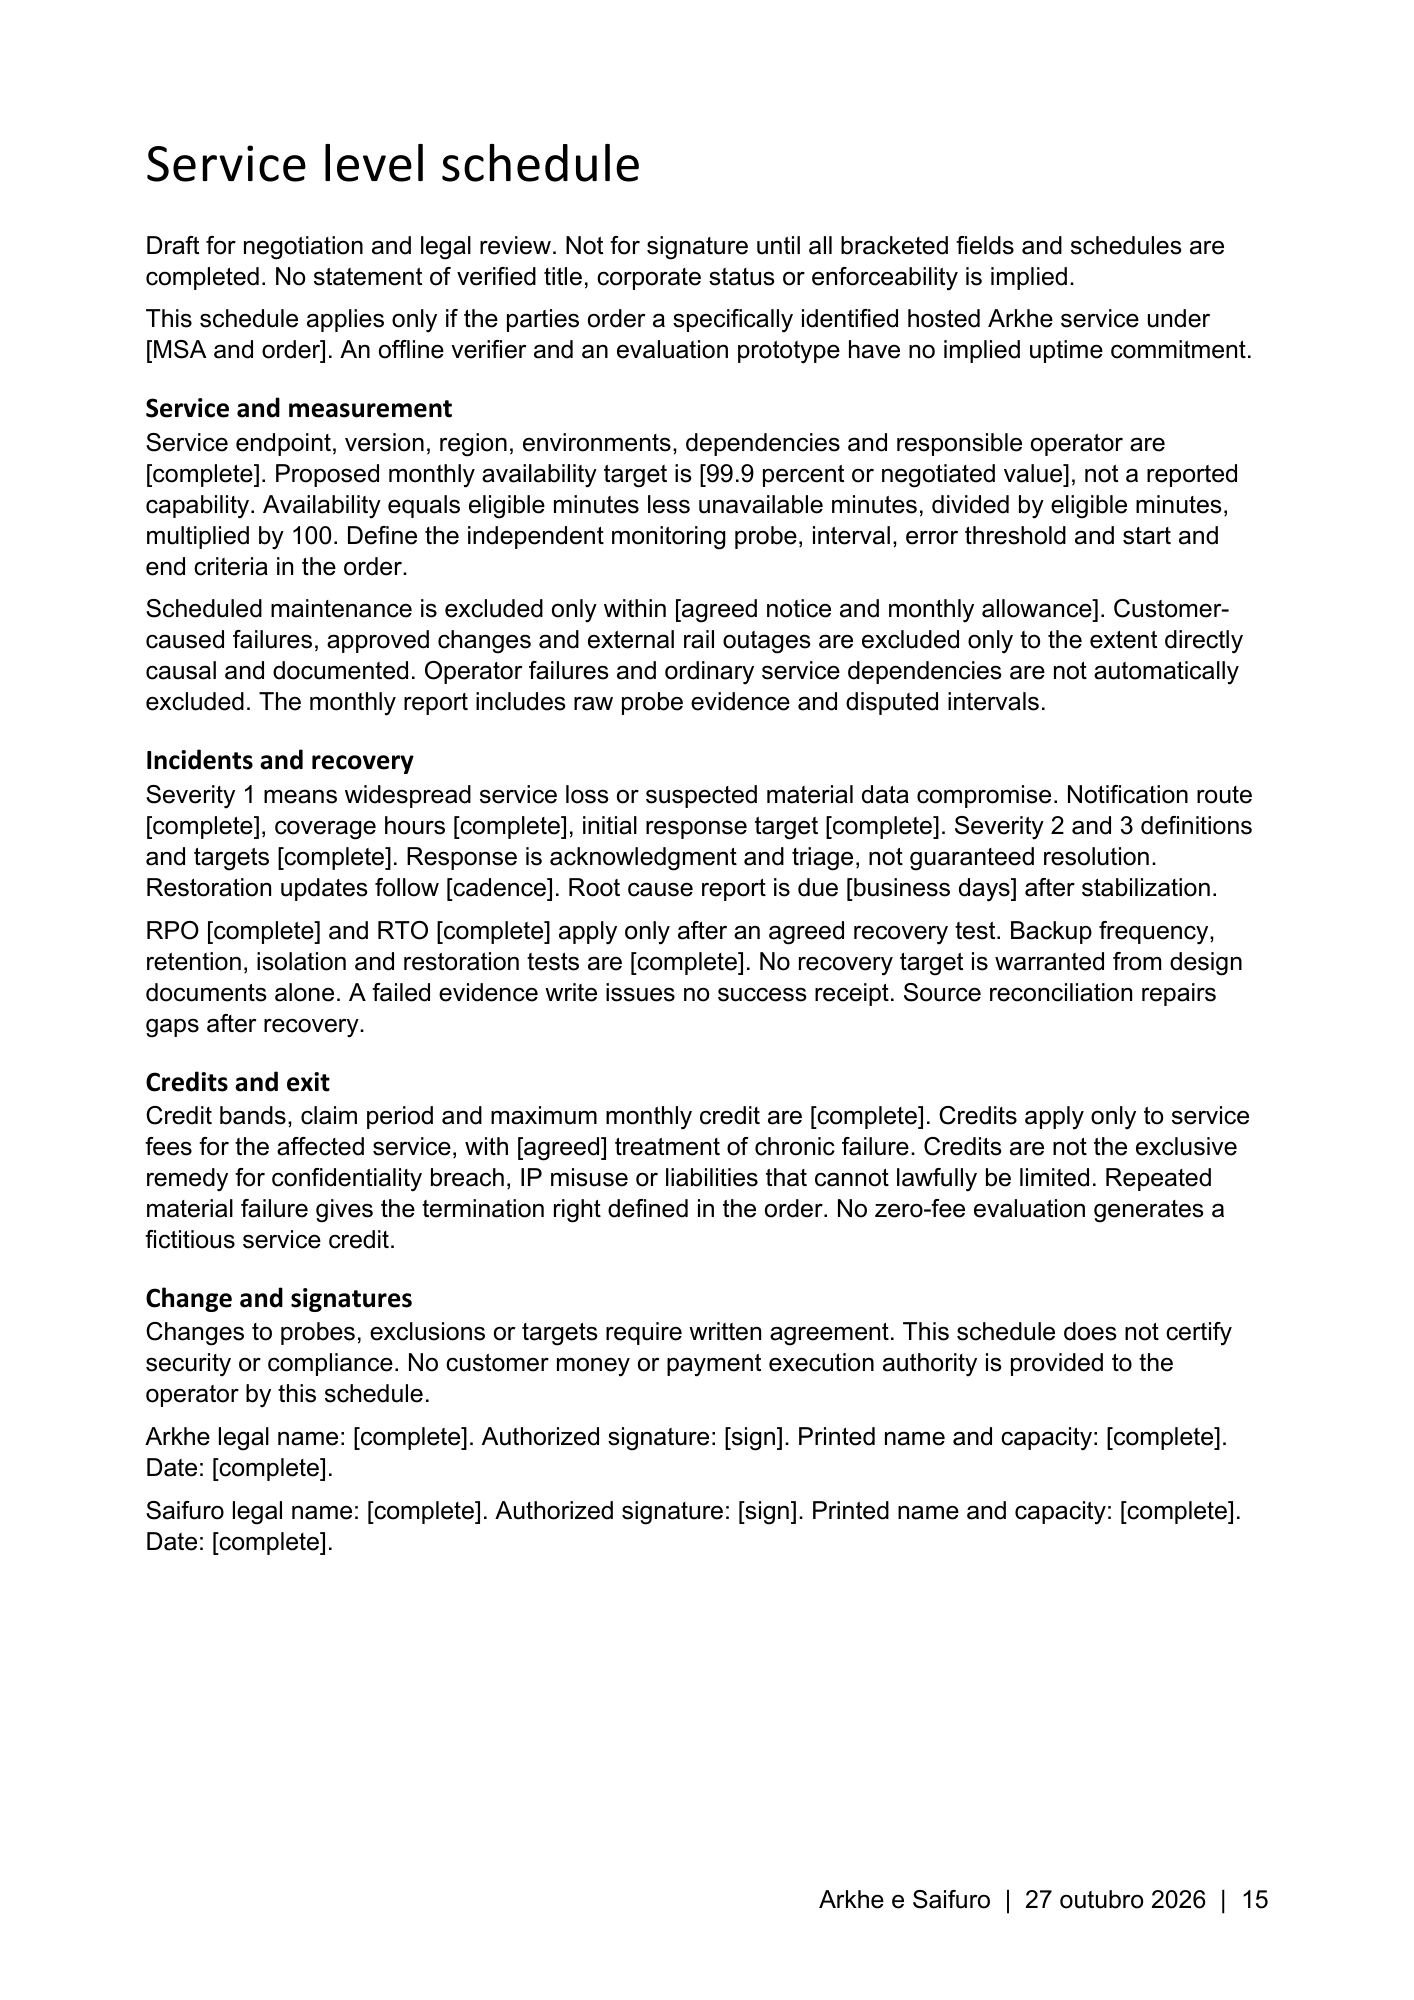 Service level schedule
Draft for negotiation and legal review. Not for signature until all bracketed fields and schedules are
completed. No statement of verified title, corporate status or enforceability is implied.
This schedule applies only if the parties order a specifically identified hosted Arkhe service under
[MSA and order]. An offline verifier and an evaluation prototype have no implied uptime commitment.
Service and measurement
Service endpoint, version, region, environments, dependencies and responsible operator are
[complete]. Proposed monthly availability target is [99.9 percent or negotiated value], not a reported
capability. Availability equals eligible minutes less unavailable minutes, divided by eligible minutes,
multiplied by 100. Define the independent monitoring probe, interval, error threshold and start and
end criteria in the order.
Scheduled maintenance is excluded only within [agreed notice and monthly allowance]. Customer-
caused failures, approved changes and external rail outages are excluded only to the extent directly
causal and documented. Operator failures and ordinary service dependencies are not automatically
excluded. The monthly report includes raw probe evidence and disputed intervals.
Incidents and recovery
Severity 1 means widespread service loss or suspected material data compromise. Notification route
[complete], coverage hours [complete], initial response target [complete]. Severity 2 and 3 definitions
and targets [complete]. Response is acknowledgment and triage, not guaranteed resolution.
Restoration updates follow [cadence]. Root cause report is due [business days] after stabilization.
RPO [complete] and RTO [complete] apply only after an agreed recovery test. Backup frequency,
retention, isolation and restoration tests are [complete]. No recovery target is warranted from design
documents alone. A failed evidence write issues no success receipt. Source reconciliation repairs
gaps after recovery.
Credits and exit
Credit bands, claim period and maximum monthly credit are [complete]. Credits apply only to service
fees for the affected service, with [agreed] treatment of chronic failure. Credits are not the exclusive
remedy for confidentiality breach, IP misuse or liabilities that cannot lawfully be limited. Repeated
material failure gives the termination right defined in the order. No zero-fee evaluation generates a
fictitious service credit.
Change and signatures
Changes to probes, exclusions or targets require written agreement. This schedule does not certify
security or compliance. No customer money or payment execution authority is provided to the
operator by this schedule.
Arkhe legal name: [complete]. Authorized signature: [sign]. Printed name and capacity: [complete].
Date: [complete].
Saifuro legal name: [complete]. Authorized signature: [sign]. Printed name and capacity: [complete].
Date: [complete].
Arkhe e Saifuro | 27 outubro 2026 | 15